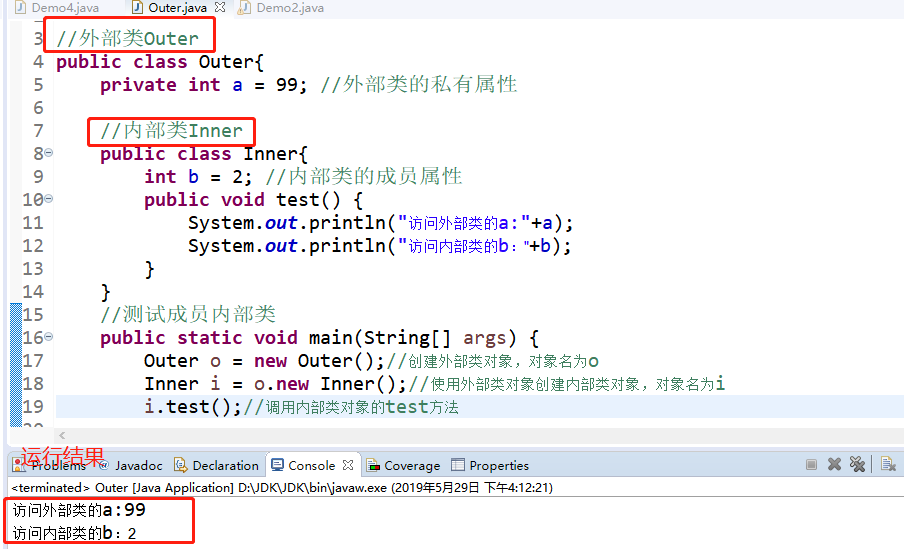 Demo4.java Outer.java Demo2.java
3 //外部类Outer
4 public class Outer{
5 private int a = 99; //外部类的私有属性
6
7 //内部类Inner
8 public class Inner{
9 int b = 2; //内部类的成员属性
10 public void test() {
11 System.out.println("访问外部类的a:"+a);
12 System.out.println("访问内部类的b："+b);
13 }
14 }
15 //测试成员内部类
16 public static void main(String[] args) {
17 Outer o = new Outer();//创建外部类对象，对象名为o
18 Inner i = o.new Inner();//使用外部类对象创建内部类对象，对象名为i
19 i.test();//调用内部类对象的test方法
运行结果
Problems @ Javadoc Declaration Console Coverage Properties
<terminated> Outer [Java Application] D:\JDK\JDK\bin\javaw.exe (2019年5月29日 下午4:12:21)
访问外部类的a:99
访问内部类的b：2